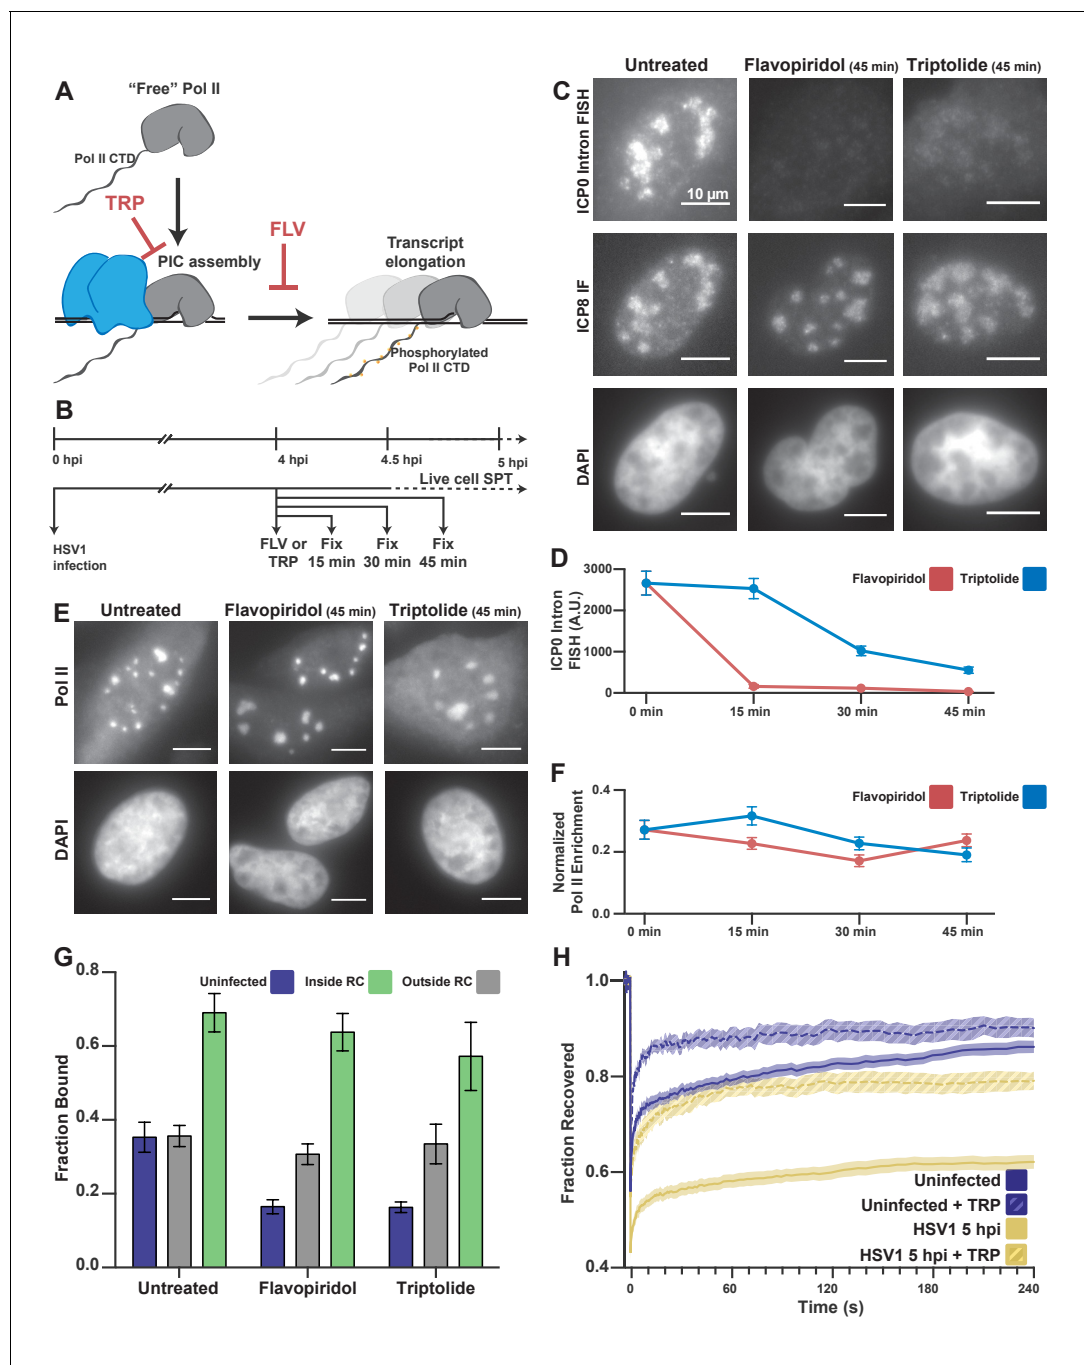 A
"Free" Pol II
Pol II CTD
TRP
FLV
PIC assembly
Transcript
elongation
Phosphorylated
Pol II CTD
B
0 hpi
4 hpi
4.5 hpi
5 hpi
Live cell SPT
HSV1
infection
FLV or
TRP
Fix
15 min
Fix
30 min
Fix
45 min
C
Untreated
Flavopiridol (45 min)
Triptolide (45 min)
ICP0 Intron FISH
10 µm
ICP8 IF
DAPI
D
Flavopiridol
Triptolide
ICP0 Intron
FISH (A.U.)
3000
2000
1000
0
0 min
15 min
30 min
45 min
E
Untreated
Flavopiridol (45 min)
Triptolide (45 min)
Pol II
DAPI
F
Flavopiridol
Triptolide
Normalized
Pol II Enrichment
0.4
0.2
0.0
0 min
15 min
30 min
45 min
G
Uninfected
Inside RC
Outside RC
Fraction Bound
0.8
0.6
0.4
0.2
0.0
Untreated
Flavopiridol
Triptolide
H
Fraction Recovered
1.0
0.8
0.6
0.4
Uninfected
Uninfected + TRP
HSV1 5 hpi
HSV1 5 hpi + TRP
0
60
120
180
240
Time (s)